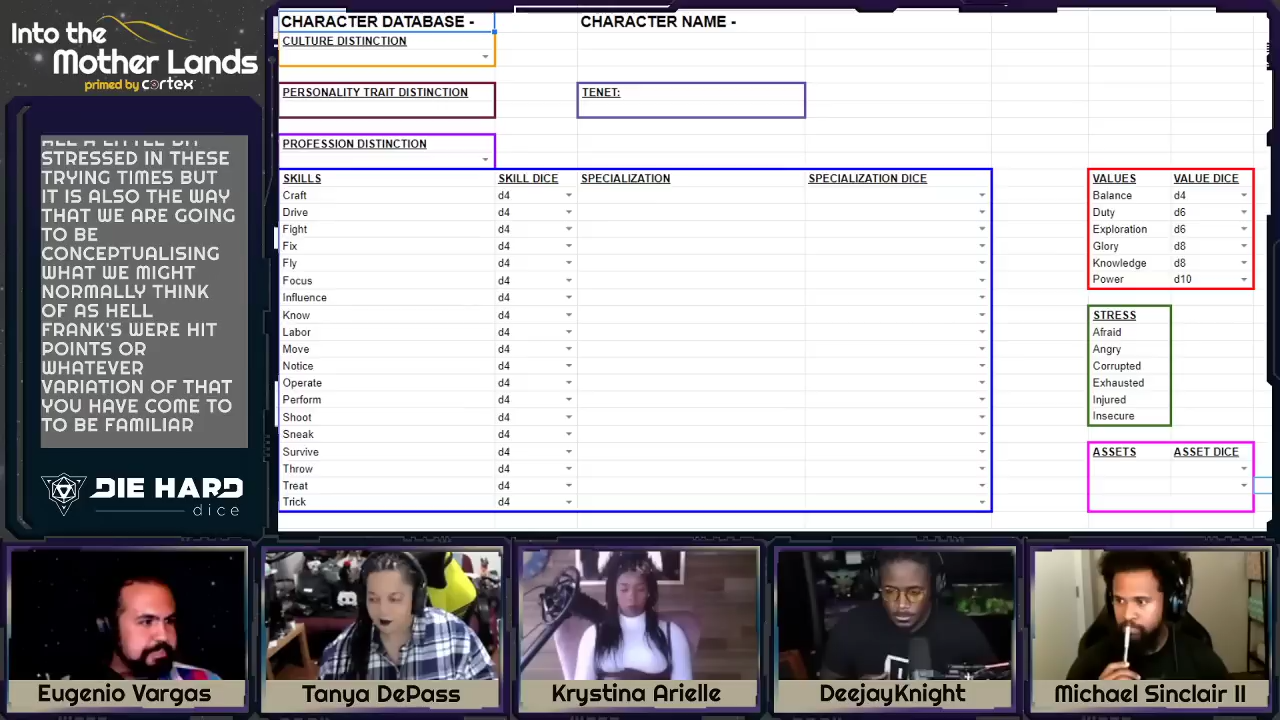 Into the
Mother Lands
primed by cortex
ALL A LITTLE BIT
STRESSED IN THESE
TRYING TIMES BUT
IT IS ALSO THE WAY
THAT WE ARE GOING
TO BE
CONCEPTUALISING
WHAT WE MIGHT
NORMALLY THINK
OF AS HELL
FRANK'S WERE HIT
POINTS OR
WHATEVER
VARIATION OF THAT
YOU HAVE COME TO
TO BE FAMILIAR
DIE HARD
dice
CHARACTER DATABASE -
CHARACTER NAME -
CULTURE DISTINCTION
PERSONALITY TRAIT DISTINCTION
TENET:
PROFESSION DISTINCTION
SKILLS SKILL DICE SPECIALIZATION SPECIALIZATION DICE
Craft d4
Drive d4
Fight d4
Fix d4
Fly d4
Focus d4
Influence d4
Know d4
Labor d4
Move d4
Notice d4
Operate d4
Perform d4
Shoot d4
Sneak d4
Survive d4
Throw d4
Treat d4
Trick d4
VALUES VALUE DICE
Balance d4
Duty d6
Exploration d6
Glory d8
Knowledge d8
Power d10
STRESS
Afraid
Angry
Corrupted
Exhausted
Injured
Insecure
ASSETS ASSET DICE
Eugenio Vargas
Tanya DePass
Krystina Arielle
DeejayKnight
Michael Sinclair II